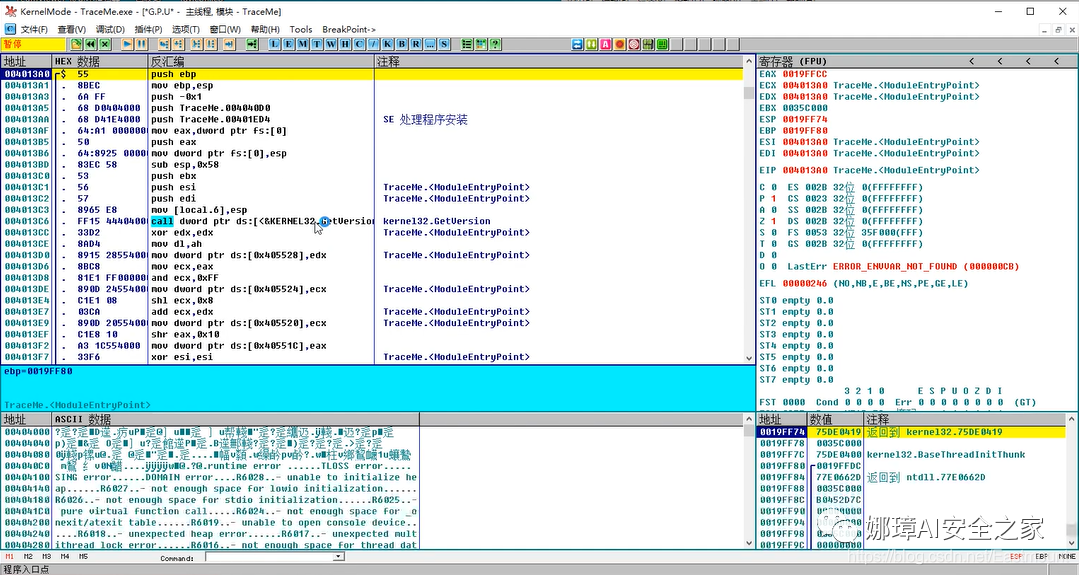 KernelMode - TraceMe.exe - [*G.P.U* - 主线程, 模块 - TraceMe]
文件(F) 查看(V) 调试(D) 插件(P) 选项(T) 窗口(W) 帮助(H) Tools BreakPoint->
暂停 L E M T W H C / K B R ... S
地址 HEX 数据 反汇编 注释
004013A0 $ 55 push ebp
004013A1 . 8BEC mov ebp,esp
004013A3 . 6A FF push -0x1
004013A5 . 68 D0404000 push TraceMe.004040D0
004013AA . 68 D41E4000 push TraceMe.00401ED4 SE 处理程序安装
004013AF . 64:A1 0000000 mov eax,dword ptr fs:[0]
004013B5 . 50 push eax
004013B6 . 64:8925 0000 mov dword ptr fs:[0],esp
004013BD . 83EC 58 sub esp,0x58
004013C0 . 53 push ebx
004013C1 . 56 push esi TraceMe.<ModuleEntryPoint>
004013C2 . 57 push edi TraceMe.<ModuleEntryPoint>
004013C3 . 8965 E8 mov [local.6],esp
004013C6 . FF15 44404000 call dword ptr ds:[<&KERNEL32.GetVersion kernel32.GetVersion
004013CC . 33D2 xor edx,edx TraceMe.<ModuleEntryPoint>
004013CE . 8AD4 mov dl,ah
004013D0 . 8915 28554000 mov dword ptr ds:[0x405528],edx TraceMe.<ModuleEntryPoint>
004013D6 . 8BC8 mov ecx,eax
004013D8 . 81E1 FF000000 and ecx,0xFF
004013DE . 890D 24554000 mov dword ptr ds:[0x405524],ecx TraceMe.<ModuleEntryPoint>
004013E4 . C1E1 08 shl ecx,0x8
004013E7 . 03CA add ecx,edx TraceMe.<ModuleEntryPoint>
004013E9 . 890D 20554000 mov dword ptr ds:[0x405520],ecx TraceMe.<ModuleEntryPoint>
004013EF . C1E8 10 shr eax,0x10
004013F2 . A3 1C554000 mov dword ptr ds:[0x40551C],eax
004013F7 . 33F6 xor esi,esi TraceMe.<ModuleEntryPoint>
ebp=0019FF80
TraceMe.<ModuleEntryPoint>
寄存器 (FPU) < < < <
EAX 0019FFCC
ECX 004013A0 TraceMe.<ModuleEntryPoint>
EDX 004013A0 TraceMe.<ModuleEntryPoint>
EBX 0035C000
ESP 0019FF74
EBP 0019FF80
ESI 004013A0 TraceMe.<ModuleEntryPoint>
EDI 004013A0 TraceMe.<ModuleEntryPoint>
EIP 004013A0 TraceMe.<ModuleEntryPoint>
C 0 ES 002B 32位 0(FFFFFFFF)
P 1 CS 0023 32位 0(FFFFFFFF)
A 0 SS 002B 32位 0(FFFFFFFF)
Z 1 DS 002B 32位 0(FFFFFFFF)
S 0 FS 0053 32位 35F000(FFF)
T 0 GS 002B 32位 0(FFFFFFFF)
D 0
O 0 LastErr ERROR_ENVVAR_NOT_FOUND (000000CB)
EFL 00000246 (NO,NB,E,BE,NS,PE,GE,LE)
ST0 empty 0.0
ST1 empty 0.0
ST2 empty 0.0
ST3 empty 0.0
ST4 empty 0.0
ST5 empty 0.0
ST6 empty 0.0
ST7 empty 0.0
3 2 1 0 E S P U O Z D I
FST 0000 Cond 0 0 0 0 Err 0 0 0 0 0 0 0 0 (GT)
地址 ASCII 数据
00404000
00404040
00404080
004040C0 .runtime error ......TLOSS error....
00404100 SING error......DOMAIN error....R6028..- unable to initialize he
00404140 ap......R6027..- not enough space for lowio initialization......
00404180 R6026..- not enough space for stdio initialization......R6025..-
004041C0 pure virtual function call.....R6024..- not enough space for _o
00404200 nexit/atexit table......R6019..- unable to open console device..
00404240 ....R6018..- unexpected heap error......R6017..- unexpected mult
00404280 ithread lock error......R6016..- not enough space for thread dat
地址 数值 注释
0019FF74 75DE0419 返回到 kernel32.75DE0419
0019FF78 0035C000
0019FF7C 75DE0400 kernel32.BaseThreadInitThunk
0019FF80 0019FFDC
0019FF84 77E0662D 返回到 ntdll.77E0662D
0019FF88 0035C000
0019FF8C B0452D7C
0019FF90
0019FF94
0019FF98
0019FF9C
娜璋AI安全之家
M1 M2 M3 M4 M5 Command: ESP EBP NONE
程序入口点